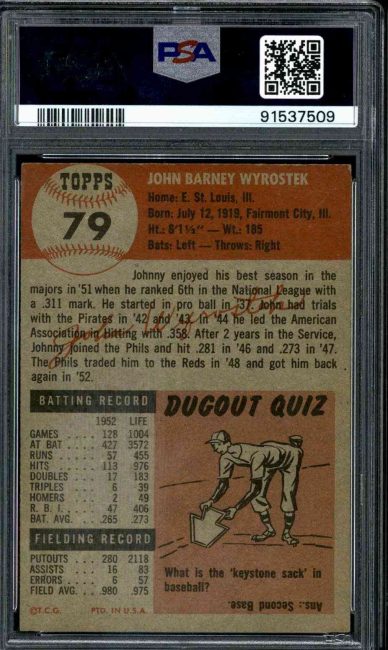 PSA
91537509
TOPPS
79
JOHN BARNEY WYROSTEK
Home: E. St. Louis, Ill.
Born: July 12, 1919, Fairmont City, Ill.
Ht.: 6'1½" — Wt.: 185
Bats: Left — Throws: Right
Johnny enjoyed his best season in the
majors in '51 when he ranked 6th in the National League with
a .311 mark. He started in pro ball in '37. John had trials
with the Pirates in '42 and '43. In '44 he led the American
Association in hitting with .358. After 2 years in the Service,
Johnny joined the Phils and hit .281 in '46 and .273 in '47.
The Phils traded him to the Reds in '48 and got him back
again in '52.
John Wyrostek
BATTING RECORD
1952 LIFE
GAMES . . . . 128 1004
AT BAT . . . . 427 3572
RUNS . . . . 57 455
HITS . . . . 113 976
DOUBLES . . 17 183
TRIPLES . . . 6 39
HOMERS . . . 2 49
R. B. I. . . . . 47 406
BAT. AVG. . . .265 .273
FIELDING RECORD
PUTOUTS . . . 280 2118
ASSISTS . . . 16 83
ERRORS . . . 6 57
FIELD AVG. . .980 .975
©T.C.G. PTD. IN U.S.A.
DUGOUT QUIZ
What is the 'keystone sack' in
baseball?
Ans.: Second Base.